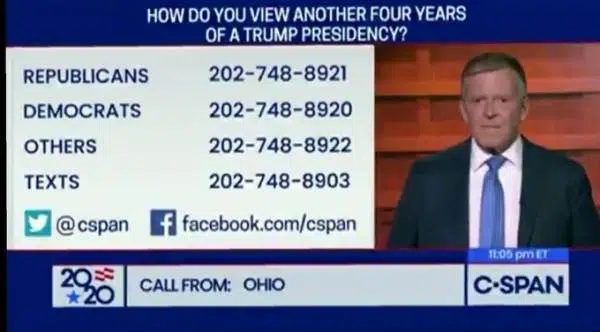 HOW DO YOU VIEW ANOTHER FOUR YEARS
OF A TRUMP PRESIDENCY?
REPUBLICANS 202-748-8921
DEMOCRATS 202-748-8920
OTHERS 202-748-8922
TEXTS 202-748-8903
@cspan facebook.com/cspan
11:05 pm ET
2020 CALL FROM: OHIO C-SPAN